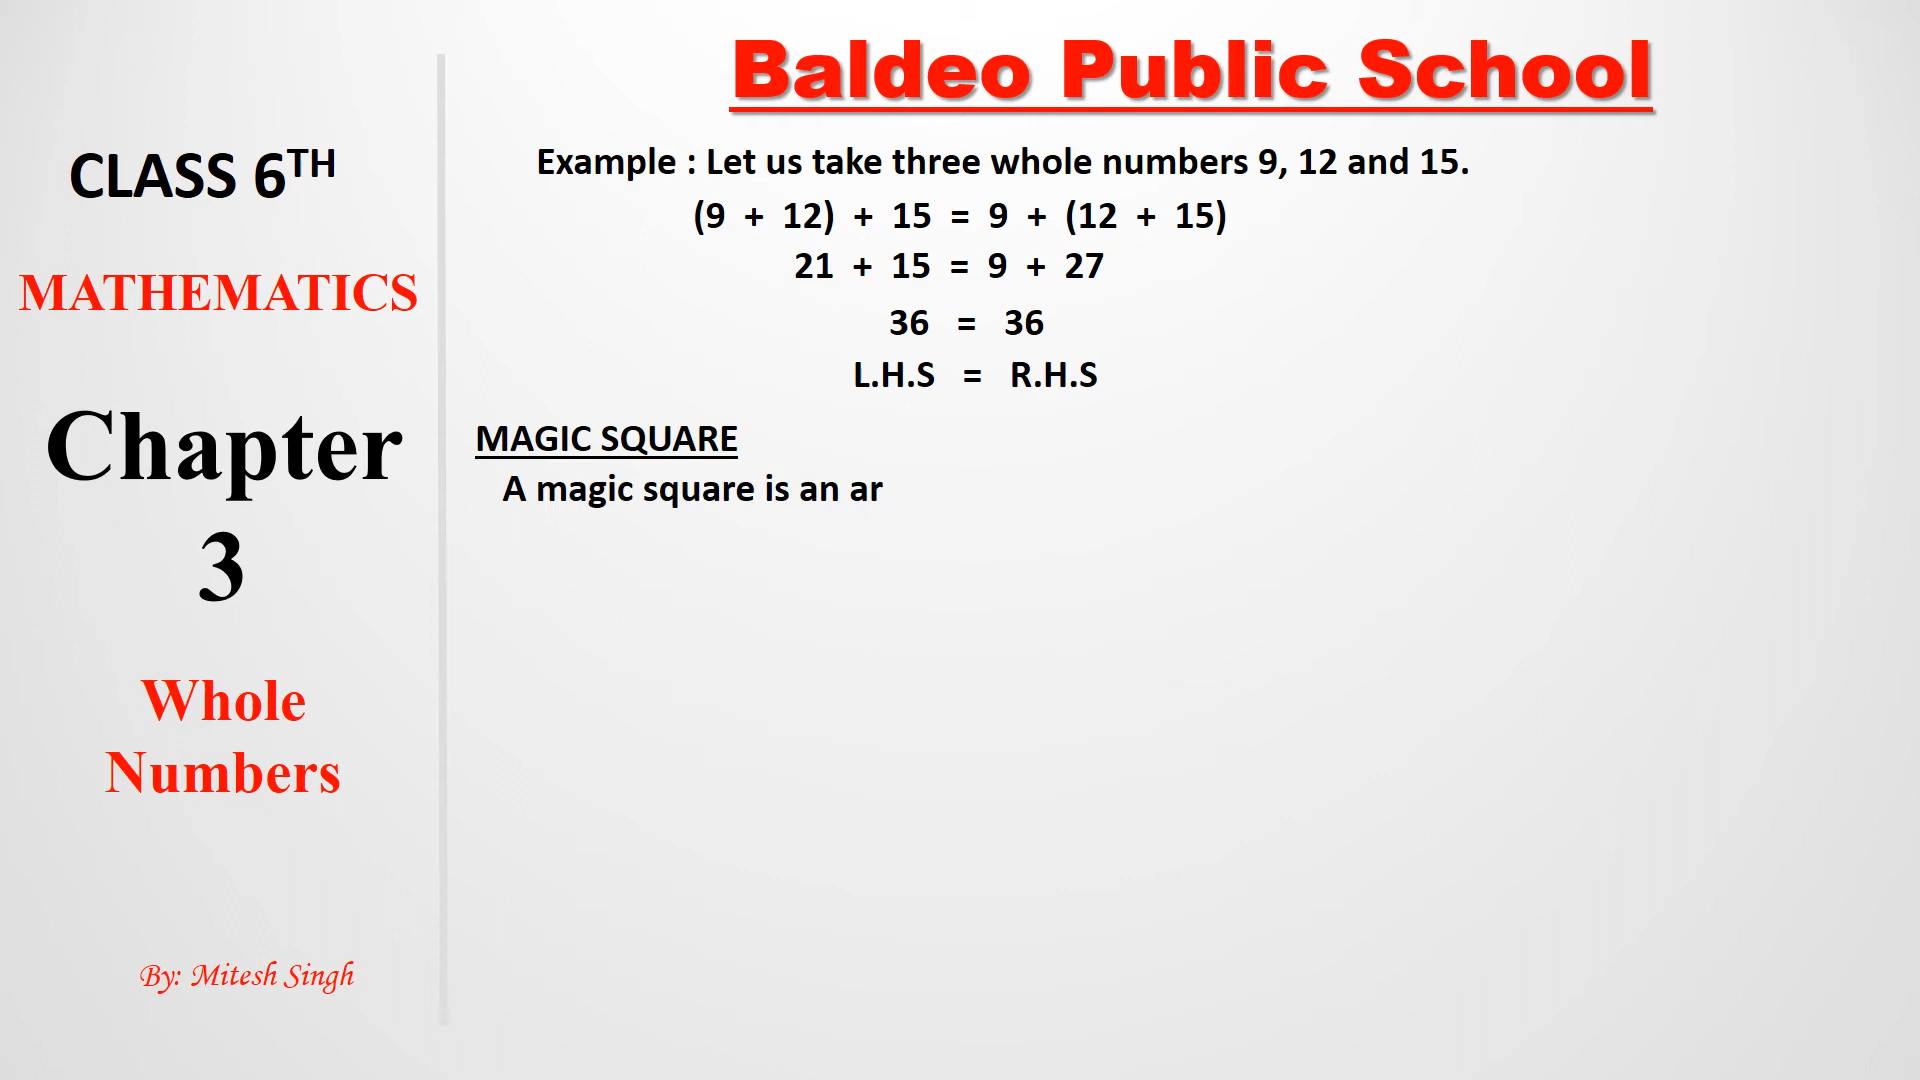 Baldeo Public School
CLASS 6TH
MATHEMATICS
Chapter
3
Whole
Numbers
By: Mitesh Singh
Example : Let us take three whole numbers 9, 12 and 15.
(9 + 12) + 15 = 9 + (12 + 15)
21 + 15 = 9 + 27
36 = 36
L.H.S = R.H.S
MAGIC SQUARE
A magic square is an ar